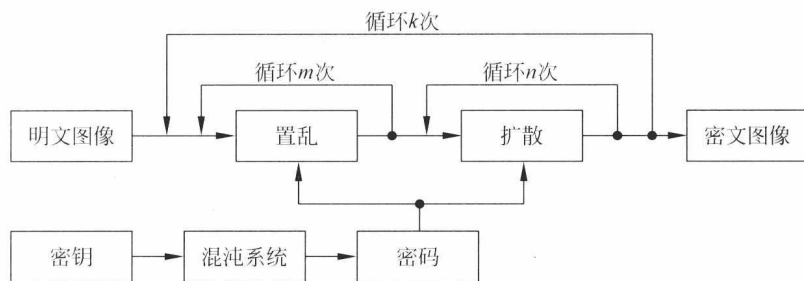 循环k次
循环m次
循环n次
明文图像
置乱
扩散
密文图像
密钥
混沌系统
密码